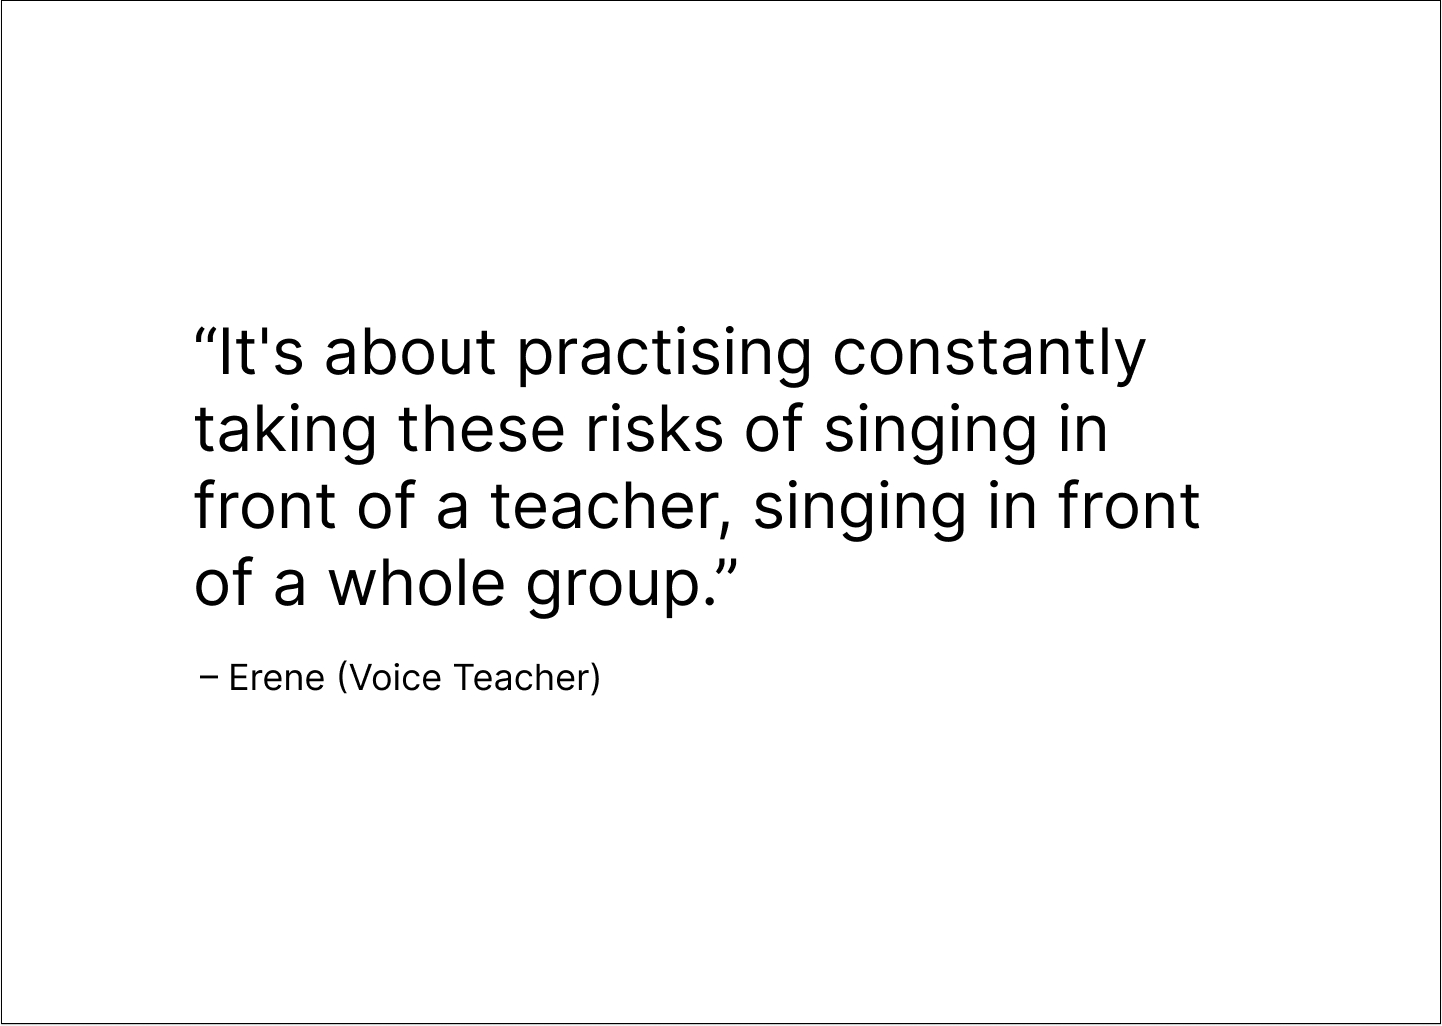 “It's about practising constantly
taking these risks of singing in
front of a teacher, singing in front
of a whole group.”
– Erene (Voice Teacher)